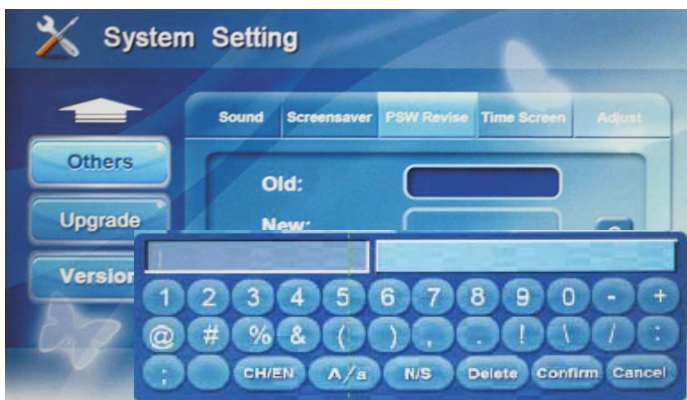 System Setting
Sound Screensaver PSW Revise Time Screen Adjust
Others
Old:
Upgrade
New:
Version
1 2 3 4 5 6 7 8 9 0 - +
@ # % & ( ) , . ! \ / :
;
CH/EN A/a N/S Delete Confirm Cancel